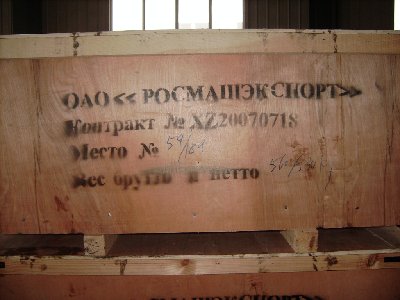 ОАО << РОСМАШЭКСПОРТ>>
Контракт № XZ20070718
Место №
Вес брутто и нетто